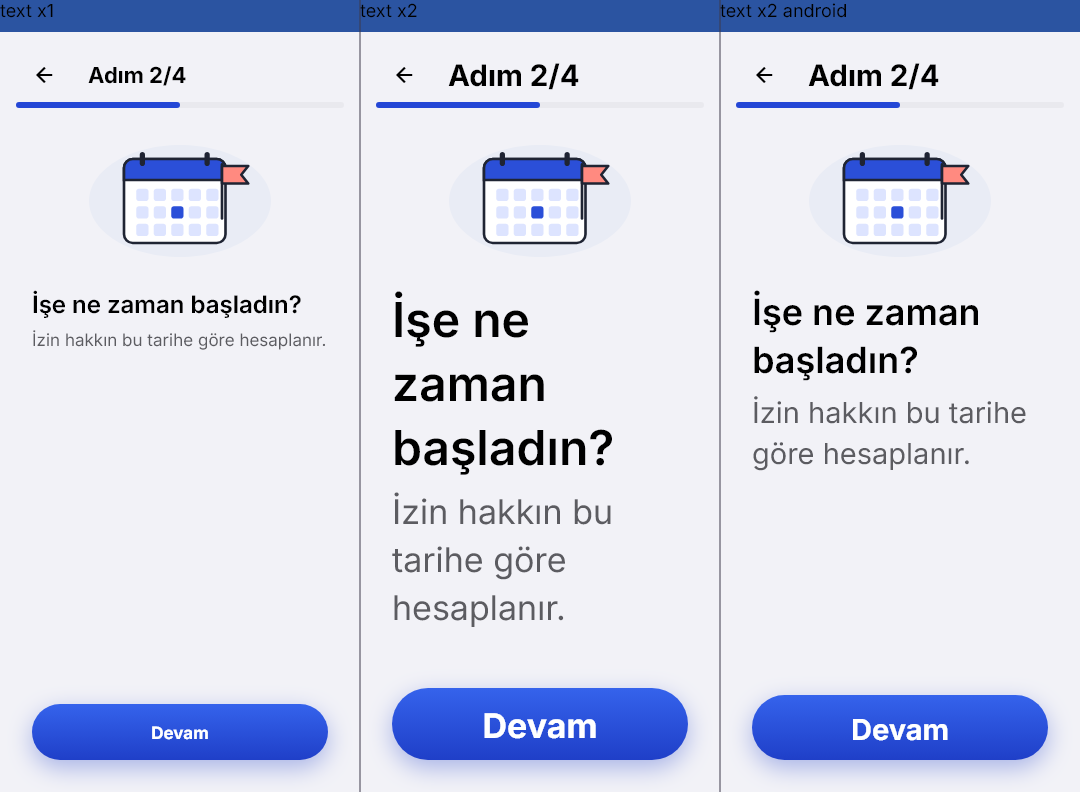 text x1
Adım 2/4
İşe ne zaman başladın?
İzin hakkın bu tarihe göre hesaplanır.
Devam
text x2
Adım 2/4
İşe ne
zaman
başladın?
İzin hakkın bu
tarihe göre
hesaplanır.
Devam
text x2 android
Adım 2/4
İşe ne zaman
başladın?
İzin hakkın bu tarihe
göre hesaplanır.
Devam